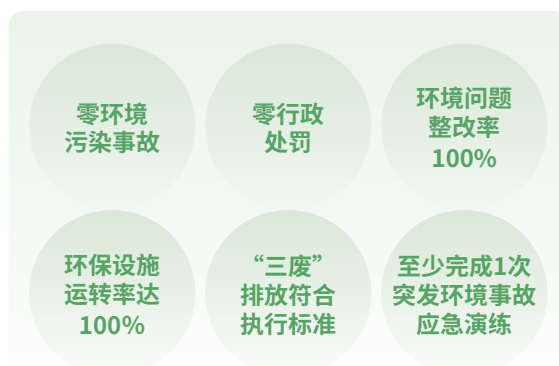 零环境
污染事故
零行政
处罚
环境问题
整改率
100%
环保设施
运转率达
100%
“三废”
排放符合
执行标准
至少完成1次
突发环境事故
应急演练